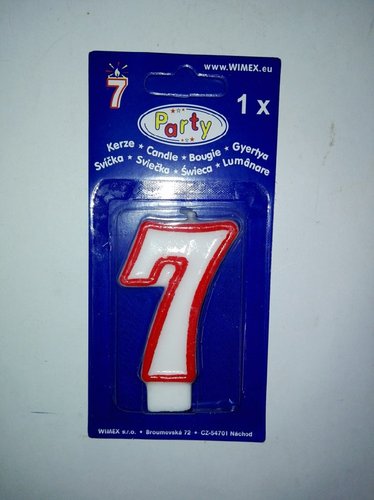 www.WIMEX.eu
7
1 x
Party
Kerze * Candle * Bougie * Gyertya
Svíčka * Sviečka * Świeca * Lumânare
7
WIMEX s.r.o. • Broumovská 72 • CZ-54701 Náchod